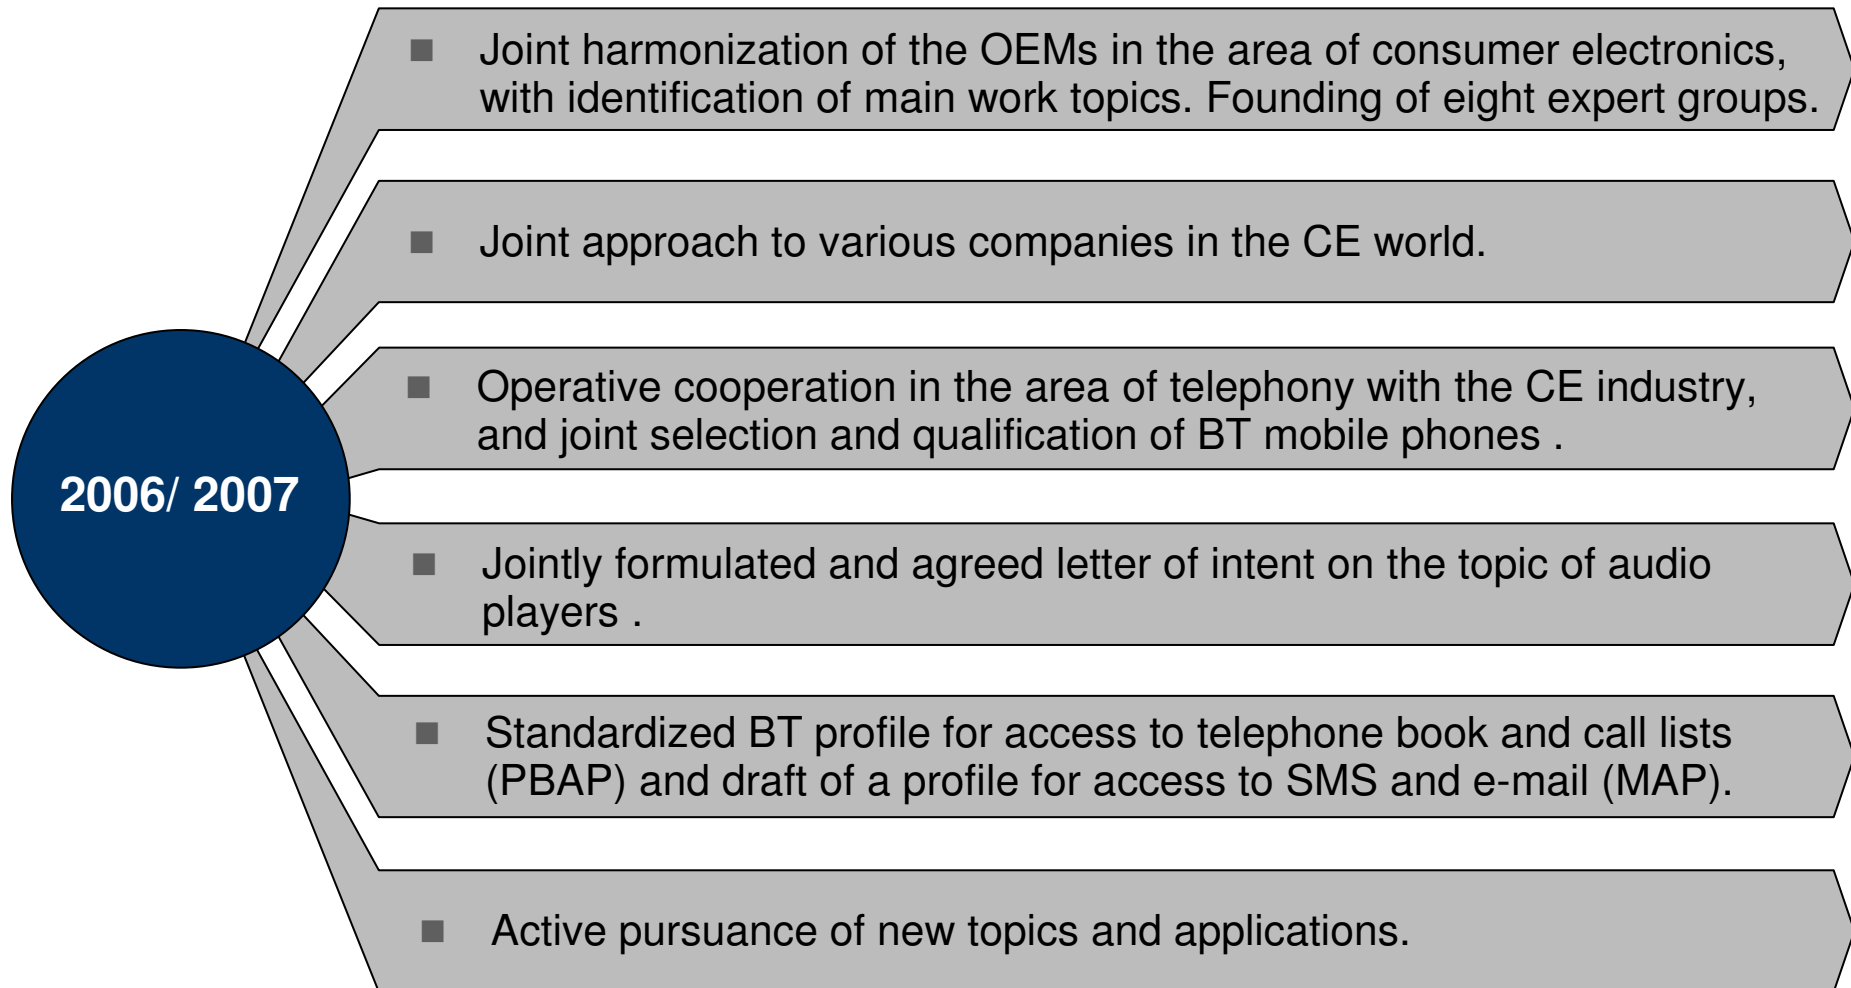 Joint harmonization of the OEMs in the area of consumer electronics,
with identification of main work topics. Founding of eight expert groups.
Joint approach to various companies in the CE world.
Operative cooperation in the area of telephony with the CE industry,
and joint selection and qualification of BT mobile phones .
2006/ 2007
Jointly formulated and agreed letter of intent on the topic of audio
players .
Standardized BT profile for access to telephone book and call lists
(PBAP) and draft of a profile for access to SMS and e-mail (MAP).
Active pursuance of new topics and applications.